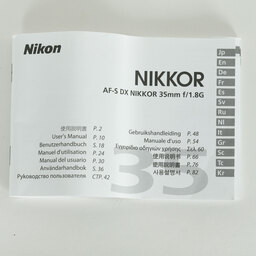 Nikon
NIKKOR
AF-S DX NIKKOR 35mm f/1.8G
使用説明書 P. 2
User's Manual P. 10
Benutzerhandbuch S. 18
Manuel d'utilisation P. 24
Manual del usuario P. 30
Användarhandbok S. 36
Руководство пользователя СТР. 42
Gebruikshandleiding P. 48
Manuale d'uso P. 54
Εγχειρίδιο οδηγιών χρήσης Σελ. 60
使用说明书 P. 66
使用說明書 P. 76
사용설명서 P. 82
35
Jp
En
De
Fr
Es
Sv
Ru
Nl
It
Gr
Sc
Tc
Kr